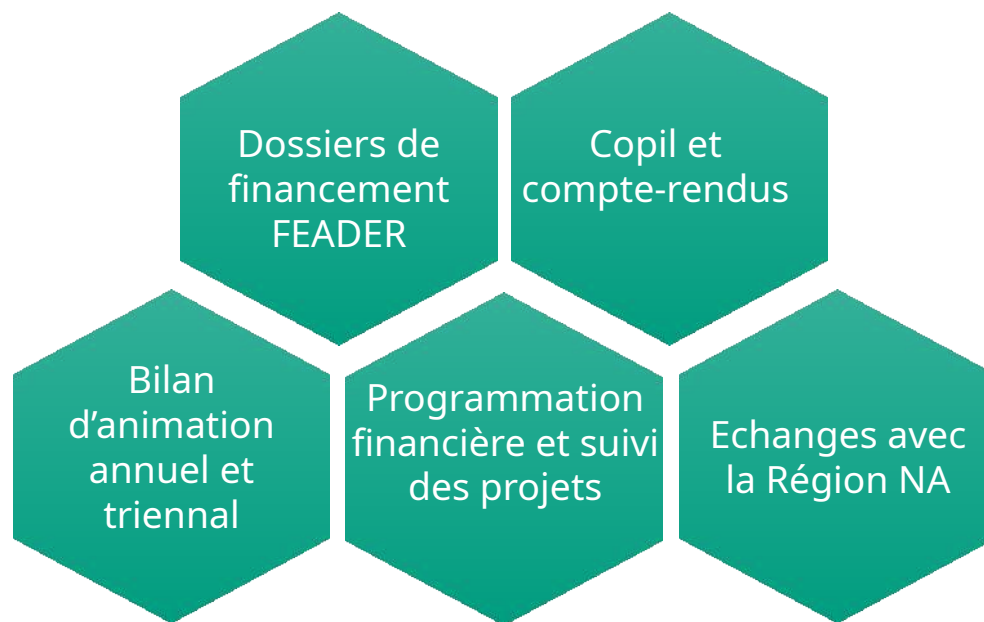 Dossiers de
financement
FEADER
Copil et
compte-rendus
Bilan
d’animation
annuel et
triennal
Programmation
financière et suivi
des projets
Echanges avec
la Région NA